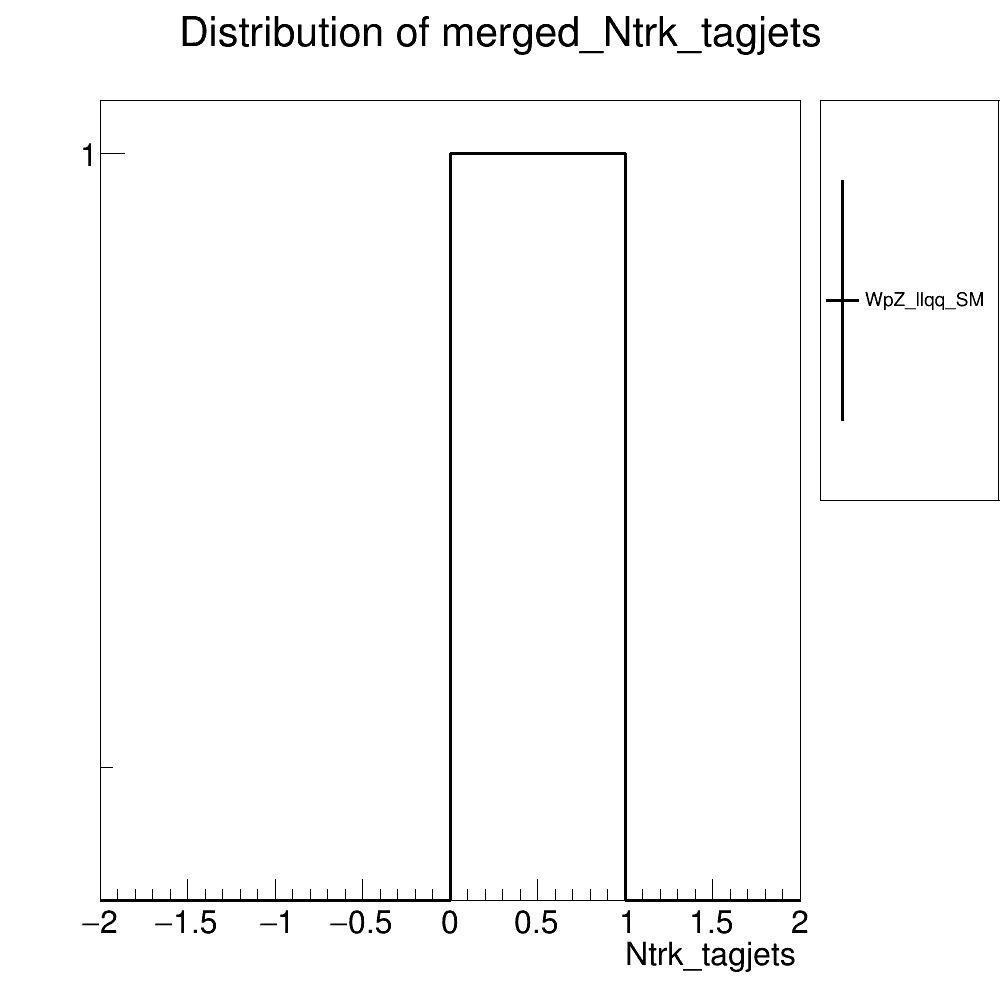 Distribution of merged_Ntrk_tagjets
1
WpZ_llqq_SM
−2 −1.5 −1 −0.5 0 0.5 1 1.5 2
Ntrk_tagjets